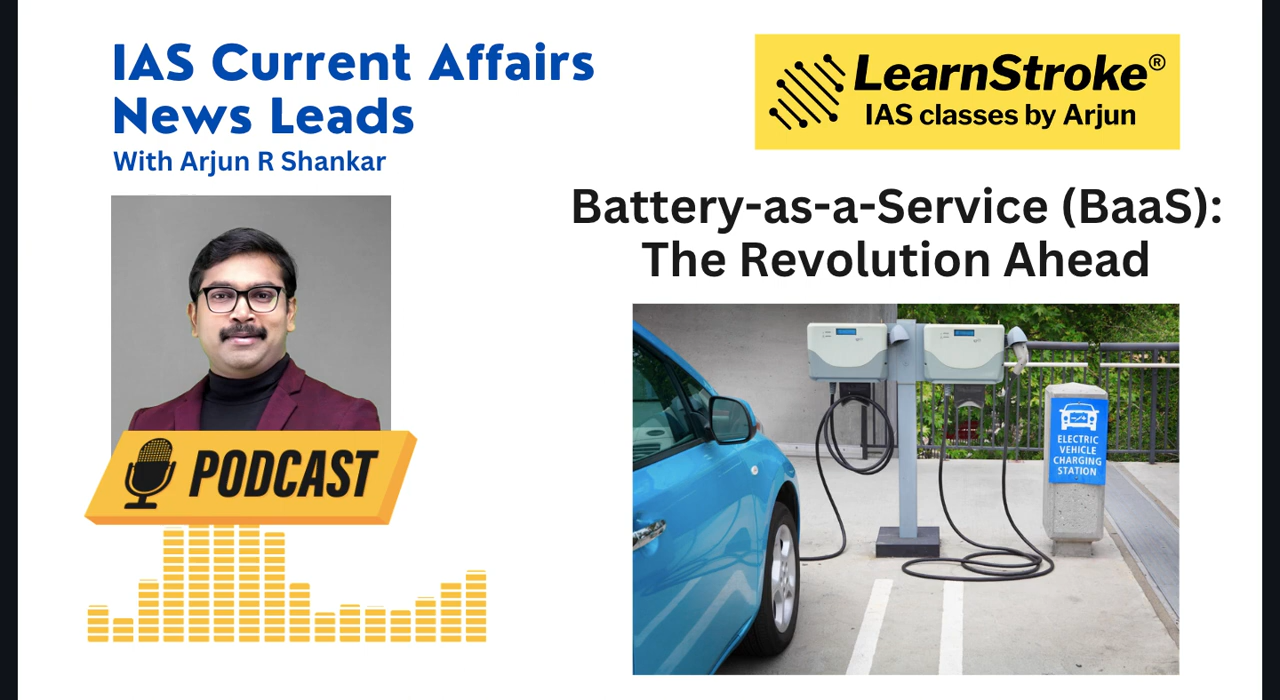 IAS Current Affairs
News Leads
With Arjun R Shankar
LearnStroke®
IAS classes by Arjun
Battery-as-a-Service (BaaS):
The Revolution Ahead
PODCAST
ELECTRIC
VEHICLE
CHARGING
STATION